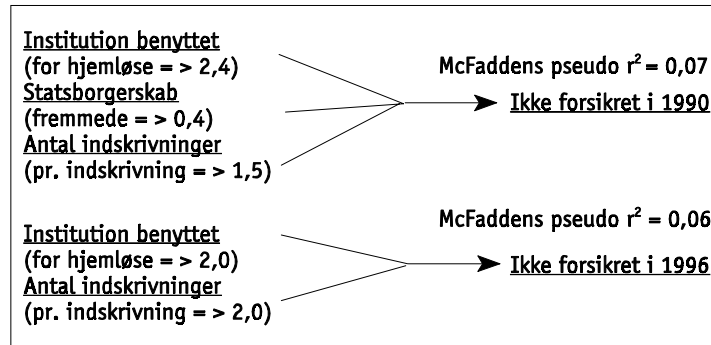 Institution benyttet
(for hjemløse = > 2,4)
Statsborgerskab
(fremmede = > 0,4)
Antal indskrivninger
(pr. indskrivning = > 1,5)
McFaddens pseudo r² = 0,07
Ikke forsikret i 1990
Institution benyttet
(for hjemløse = > 2,0)
Antal indskrivninger
(pr. indskrivning = > 2,0)
McFaddens pseudo r² = 0,06
Ikke forsikret i 1996